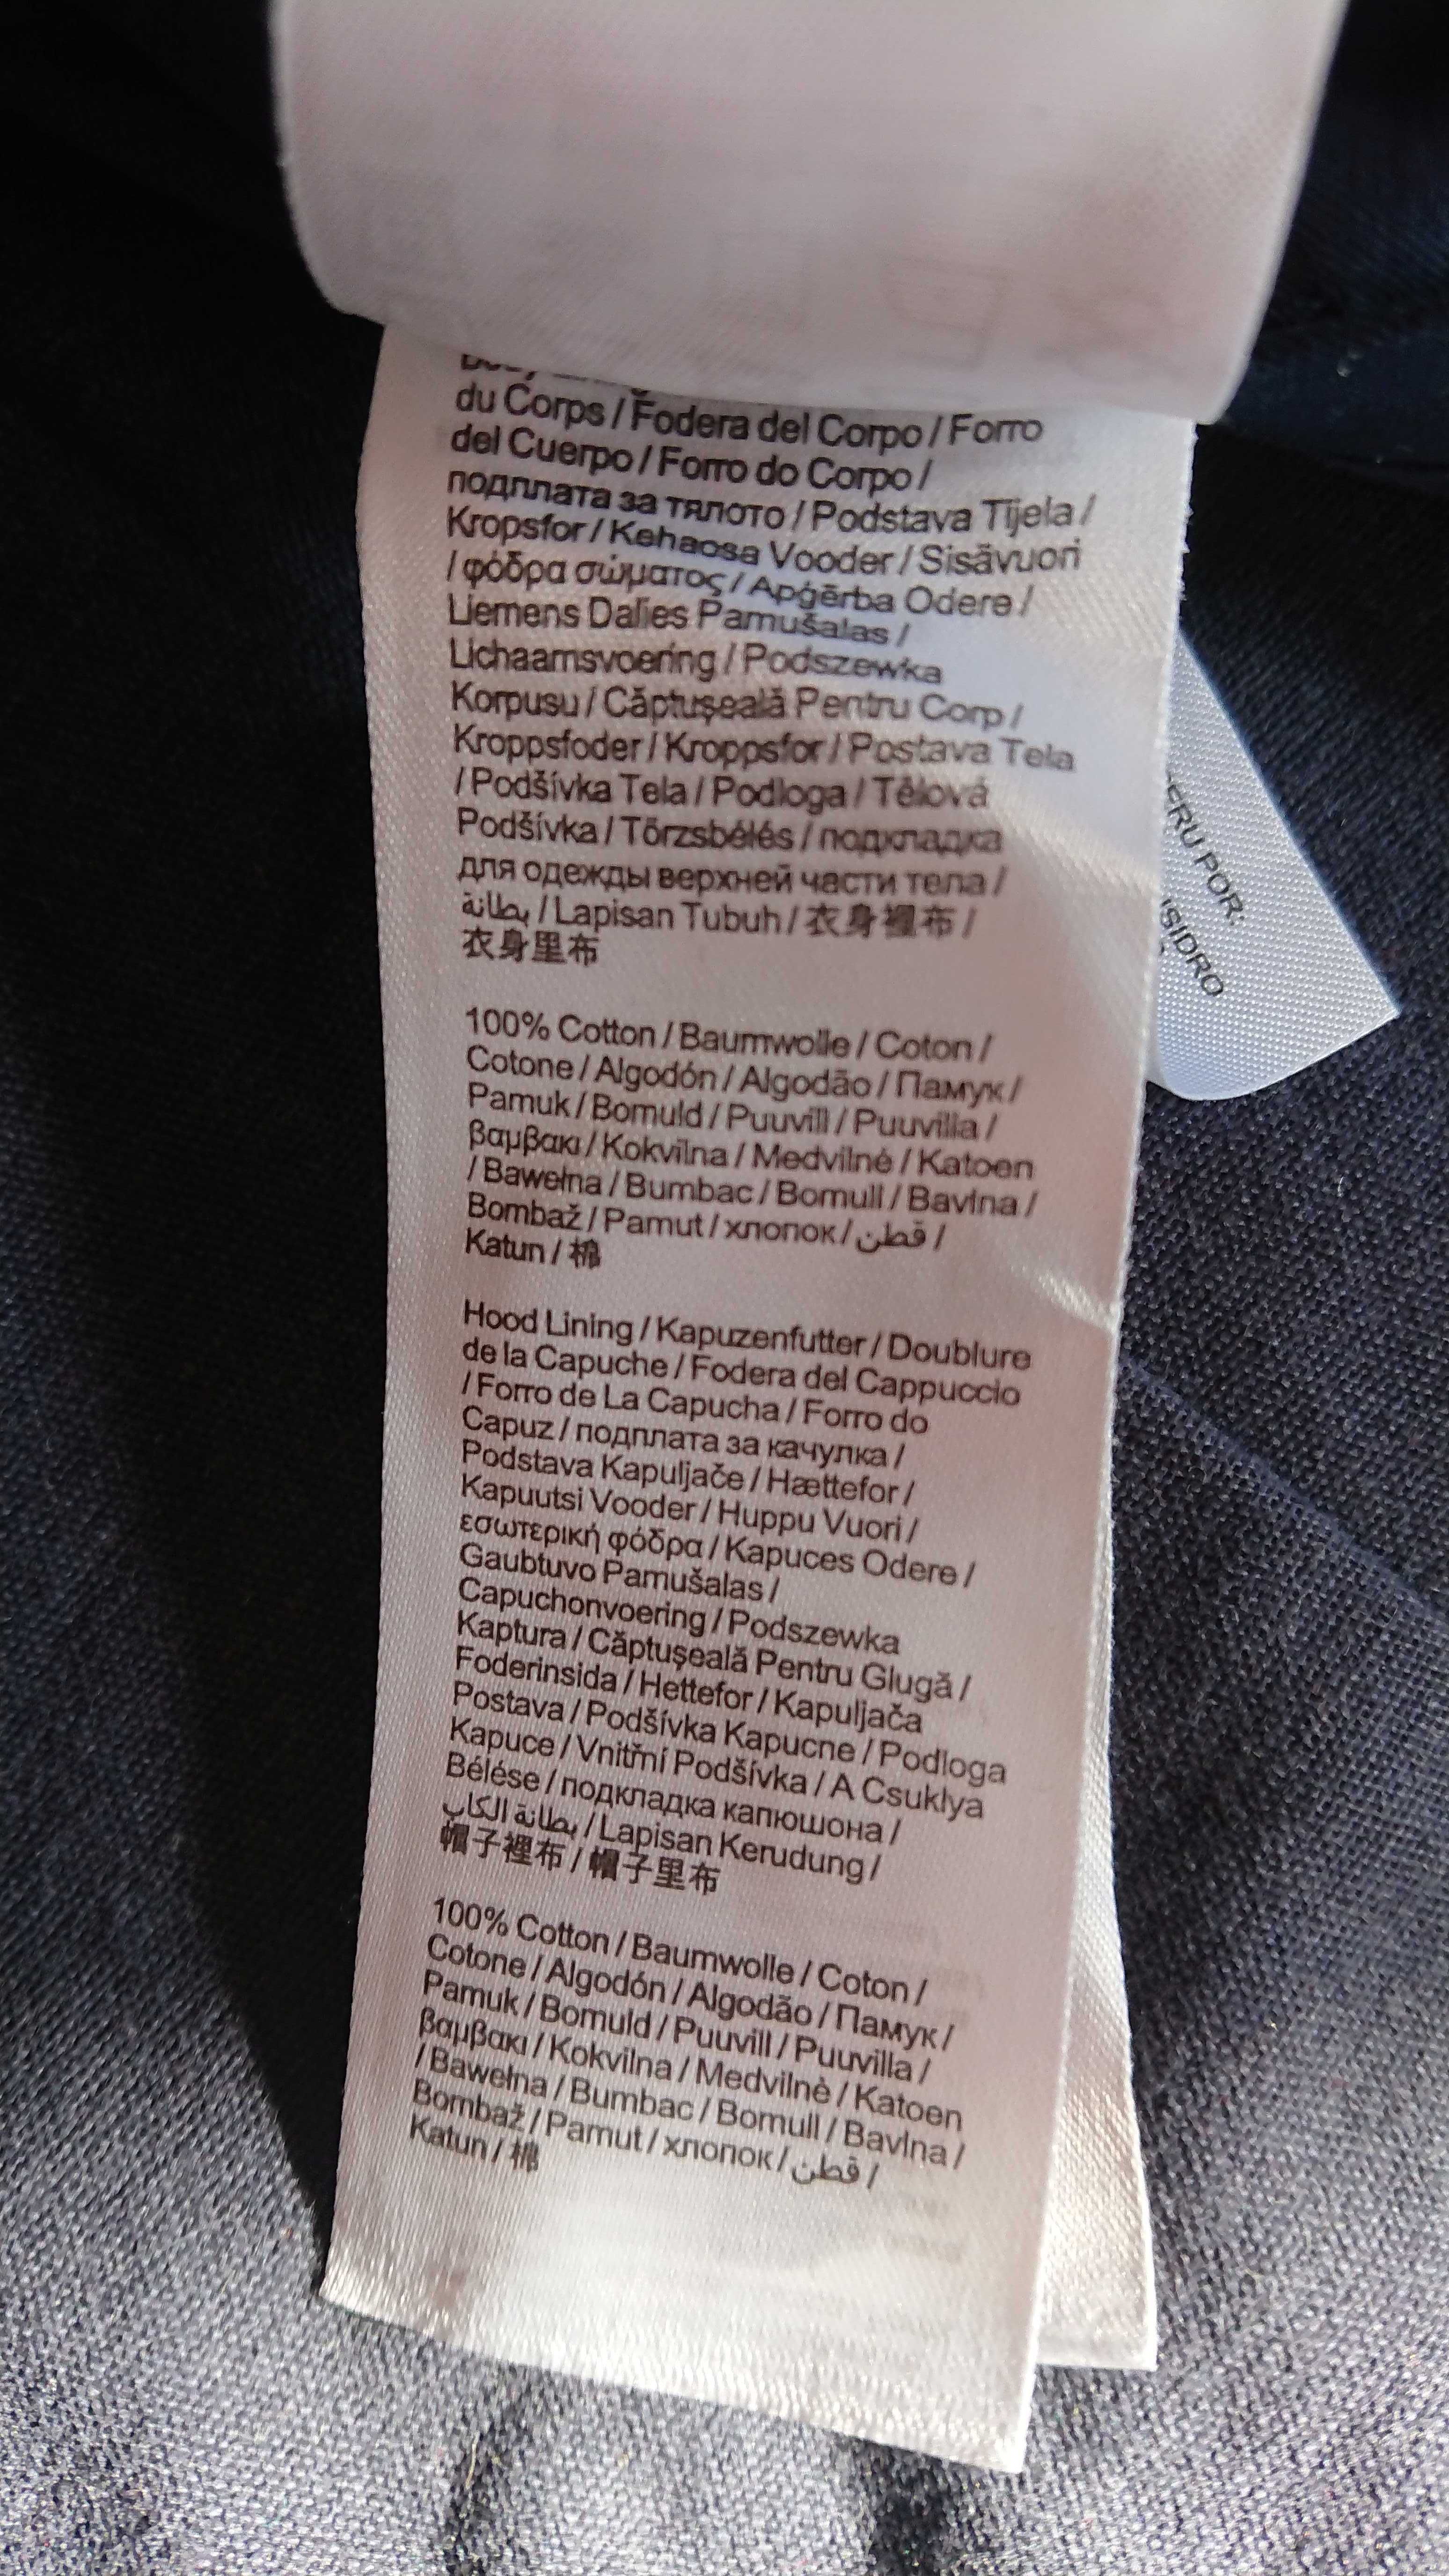 du Corps / Fodera del Corpo / Forro
del Cuerpo / Forro do Corpo /
подплата за тялото / Podstava Tijela /
Kropsfor / Kehaosa Vooder / Sisävuori
/ φόδρα σώματος / Apģērba Odere /
Liemens Dalies Pamušalas /
Lichaamsvoering / Podszewka
Korpusu / Căptușeală Pentru Corp /
Kroppsfoder / Kroppsfor / Postava Tela
/ Podšívka Tela / Podloga / Tělová
Podšívka / Törzsbélés / подкладка
для одежды верхней части тела /
بطانة / Lapisan Tubuh / 衣身裡布 /
衣身里布
100% Cotton / Baumwolle / Coton /
Cotone / Algodón / Algodão / Памук /
Pamuk / Bomuld / Puuvill / Puuvilla /
βαμβακι / Kokvilna / Medvilnė / Katoen
/ Bawełna / Bumbac / Bomull / Bavlna /
Bombaž / Pamut / хлопок / قطن /
Katun / 棉
Hood Lining / Kapuzenfutter / Doublure
de la Capuche / Fodera del Cappuccio
/ Forro de La Capucha / Forro do
Capuz / подплата за качулка /
Podstava Kapuljače / Hættefor /
Kapuutsi Vooder / Huppu Vuori /
εσωτερική φόδρα / Kapuces Odere /
Gaubtuvo Pamušalas /
Capuchonvoering / Podszewka
Kaptura / Căptușeală Pentru Glugă /
Foderinsida / Hettefor / Kapuljača
Postava / Podšívka Kapucne / Podloga
Kapuce / Vnitřní Podšívka / A Csuklya
Bélése / подкладка капюшона /
بطانة الكاب / Lapisan Kerudung /
帽子裡布 / 帽子里布
100% Cotton / Baumwolle / Coton /
Cotone / Algodón / Algodão / Памук /
Pamuk / Bomuld / Puuvill / Puuvilla /
βαμβακι / Kokvilna / Medvilnė / Katoen
/ Bawełna / Bumbac / Bomull / Bavlna /
Bombaž / Pamut / хлопок / قطن /
Katun / 棉
ERU POR:
ISIDRO